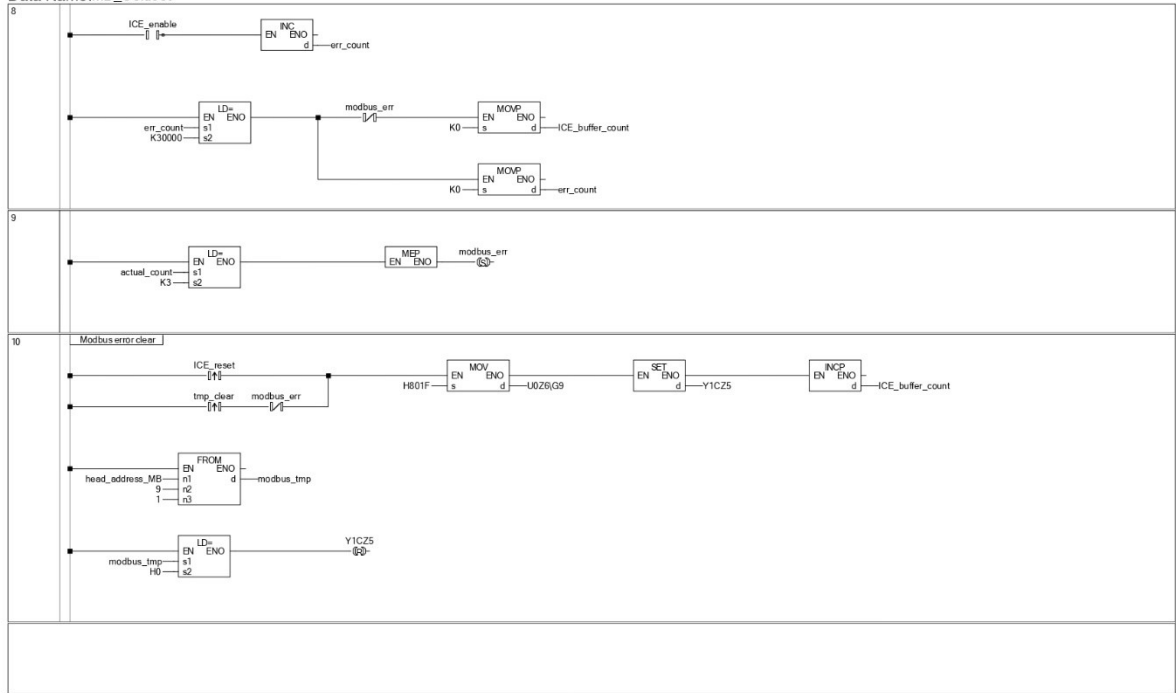 8
ICE_enable
INC
EN ENO
d err_count
LD=
EN ENO
err_count s1
K30000 s2
modbus_err
MOVP
EN ENO
K0 s d ICE_buffer_count
MOVP
EN ENO
K0 s d err_count
9
LD=
EN ENO
actual_count s1
K3 s2
MEP
EN ENO
modbus_err
S
10
Modbus error clear
ICE_reset
MOV
EN ENO
H801F s d U0Z6\G9
SET
EN ENO
d Y1CZ5
INCP
EN ENO
d ICE_buffer_count
tmp_clear modbus_err
FROM
EN ENO
head_address_MB n1 d modbus_tmp
9 n2
1 n3
LD=
EN ENO
modbus_tmp s1
H0 s2
Y1CZ5
R